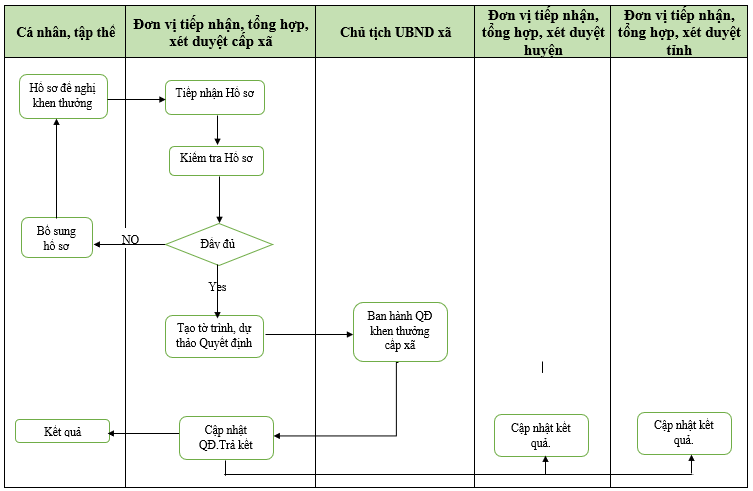 Cá nhân, tập thể
Đơn vị tiếp nhận, tổng hợp,
xét duyệt cấp xã
Chủ tịch UBND xã
Đơn vị tiếp nhận,
tổng hợp, xét duyệt
huyện
Đơn vị tiếp nhận,
tổng hợp, xét duyệt
tỉnh
Hồ sơ đề nghị
khen thưởng
Tiếp nhận Hồ sơ
Kiểm tra Hồ sơ
Bổ sung
hồ sơ
NO
Đầy đủ
Yes
Tạo tờ trình, dự
thảo Quyết định
Ban hành QĐ
khen thưởng
cấp xã
Kết quả
Cập nhật
QĐ.Trả kết
Cập nhật kết
quả.
Cập nhật kết
quả.